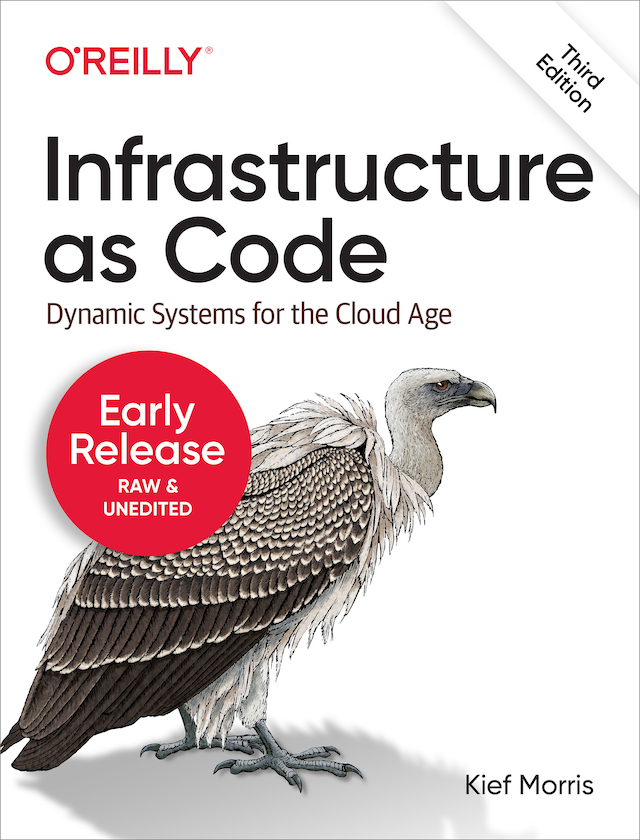 O'REILLY®
Third
Edition
Infrastructure
as Code
Dynamic Systems for the Cloud Age
Early
Release
RAW &
UNEDITED
Kief Morris